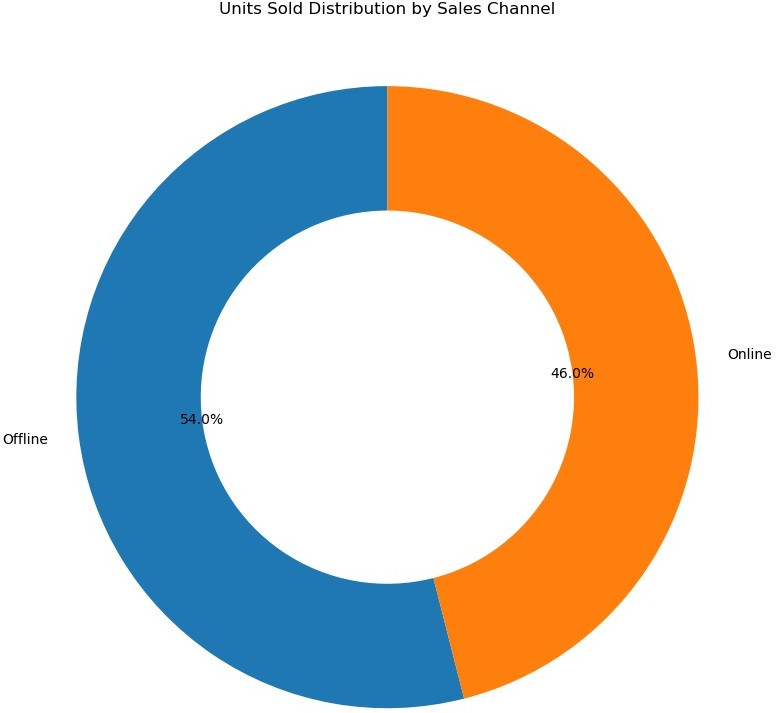 Units Sold Distribution by Sales Channel
Online
46.0%
54.0%
Offline